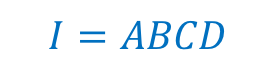 I = ABCD